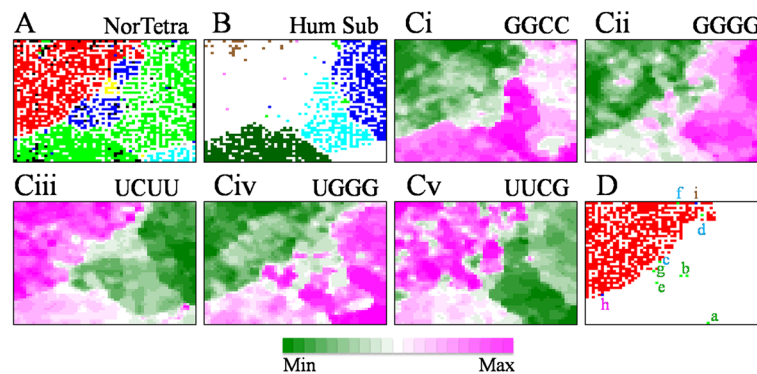 A NorTetra
B Hum Sub
Ci GGCC
Cii GGGG
Ciii UCUU
Civ UGGG
Cv UUCG
D
f i
d
c
g b
e
h
a
Min Max